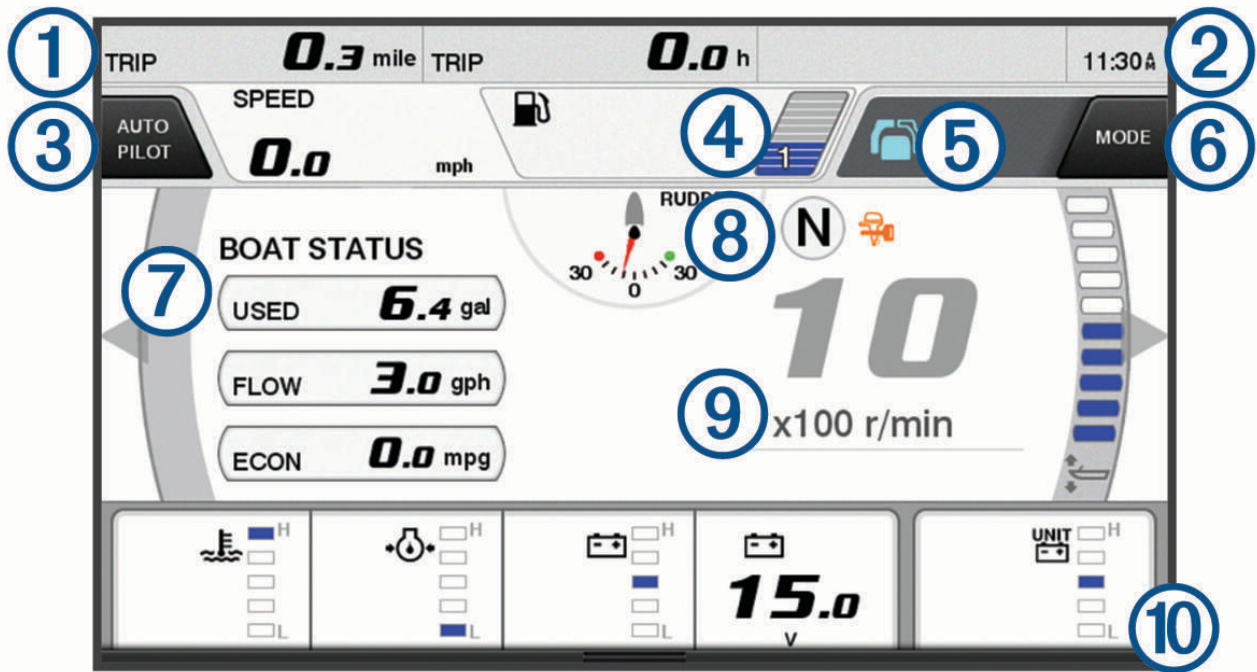 ① TRIP 0.3 mile TRIP 0.0 h 11:30 AM ②
③ AUTO PILOT SPEED ④ ⑤ MODE ⑥
0.0 mph 1
RUDD
⑧ N
BOAT STATUS
30 0 30
⑦ USED 6.4 gal
10
FLOW 3.0 gph
⑨ x100 r/min
ECON 0.0 mpg
H H H UNIT H
15.0
V
L L L L ⑩